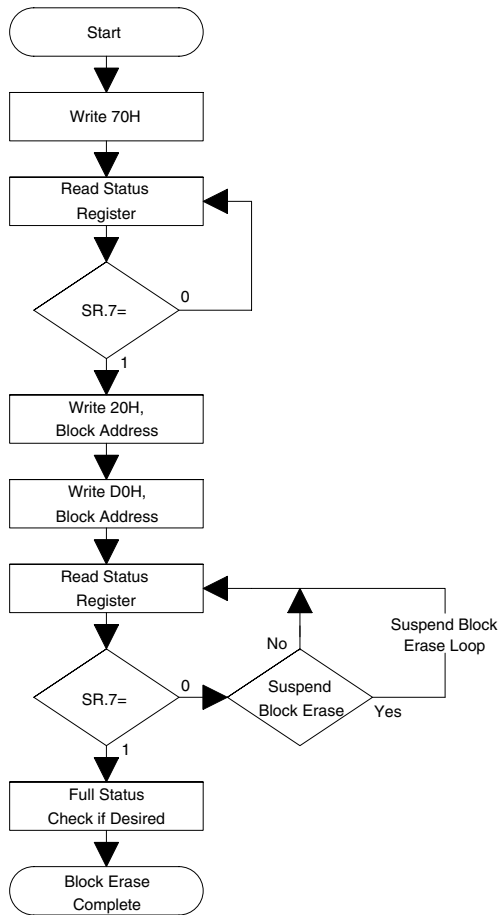 Start
Write 70H
Read Status
Register
SR.7=
0
1
Write 20H,
Block Address
Write D0H,
Block Address
Read Status
Register
Suspend Block
Erase Loop
No
SR.7=
0
Suspend
Block Erase
Yes
1
Full Status
Check if Desired
Block Erase
Complete